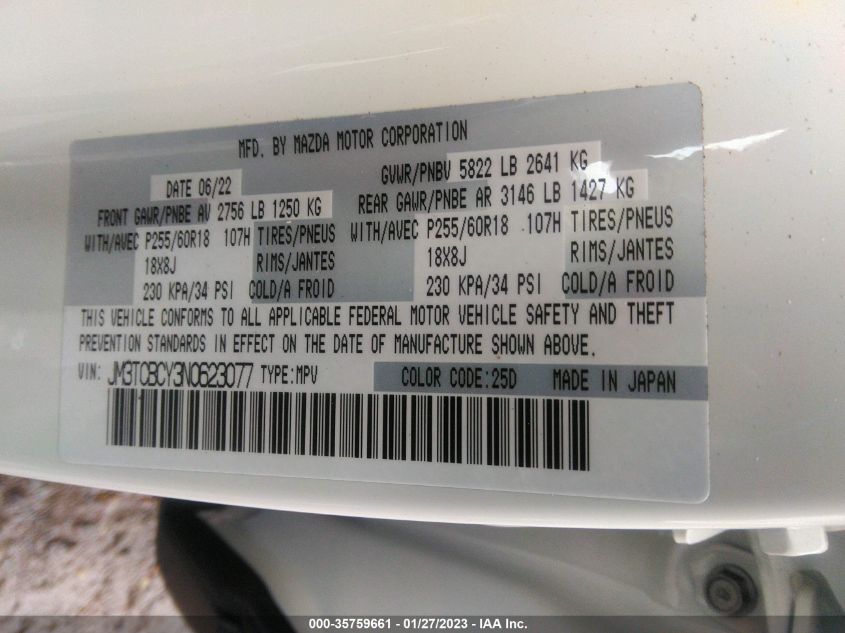 MFD. BY MAZDA MOTOR CORPORATION
DATE 06/22 GVWR/PNBV 5822 LB 2641 KG
FRONT GAWR/PNBE AV 2756 LB 1250 KG REAR GAWR/PNBE AR 3146 LB 1427 KG
WITH/AVEC P255/60R18 107H TIRES/PNEUS WITH/AVEC P255/60R18 107H TIRES/PNEUS
18X8J RIMS/JANTES 18X8J RIMS/JANTES
230 KPA/34 PSI COLD/A FROID 230 KPA/34 PSI COLD/A FROID
THIS VEHICLE CONFORMS TO ALL APPLICABLE FEDERAL MOTOR VEHICLE SAFETY AND THEFT
PREVENTION STANDARDS IN EFFECT ON THE DATE OF MANUFACTURE SHOWN ABOVE.
VIN: JM3TCBCY3N0623077 TYPE:MPV COLOR CODE:25D MADE IN JAPAN
000-35759661 - 01/27/2023 - IAA Inc.